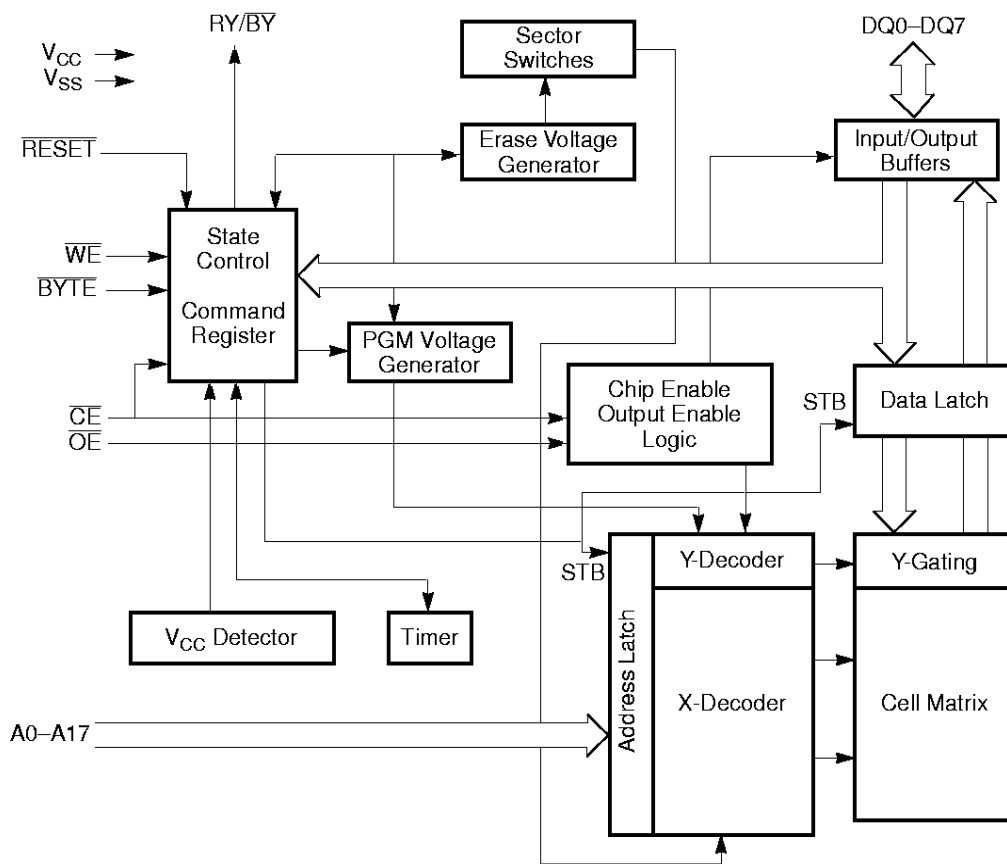 RY/BY
VCC
VSS
Sector
Switches
DQ0–DQ7
RESET
Erase Voltage
Generator
Input/Output
Buffers
WE
BYTE
State
Control
Command
Register
PGM Voltage
Generator
CE
OE
Chip Enable
Output Enable
Logic
STB
Data Latch
STB
Y-Decoder
Y-Gating
VCC Detector
Timer
Address Latch
X-Decoder
Cell Matrix
A0–A17